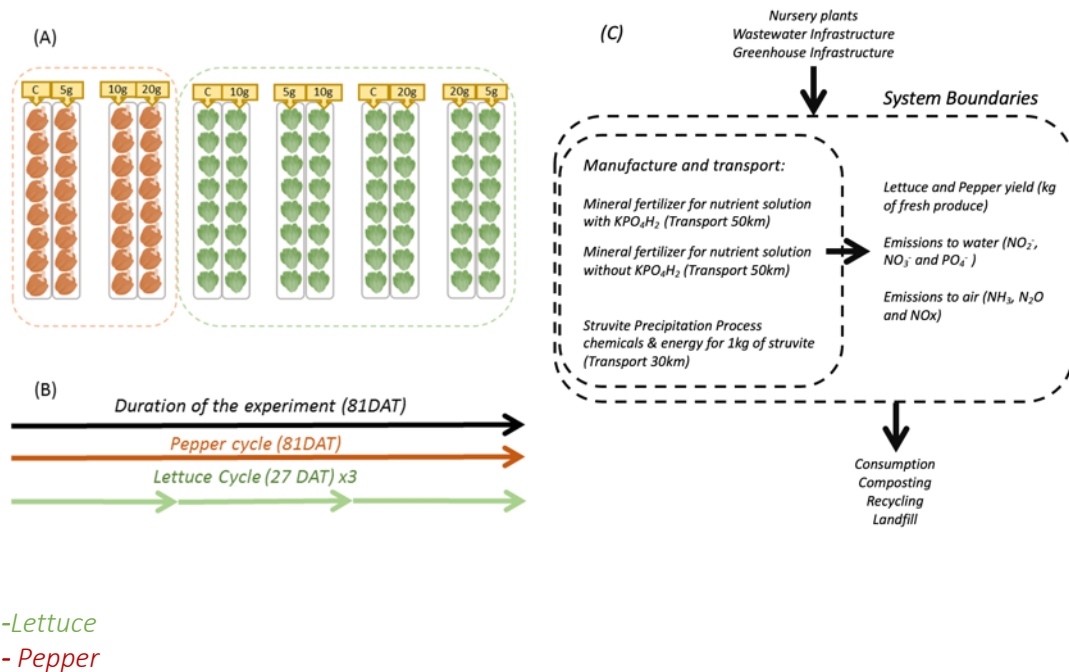 (A)
C 5g 10g 20g C 10g 5g 10g C 20g 20g 5g
(B)
Duration of the experiment (81DAT)
Pepper cycle (81DAT)
Lettuce Cycle (27 DAT) x3
-Lettuce
- Pepper
(C)
Nursery plants
Wastewater Infrastructure
Greenhouse Infrastructure
System Boundaries
Manufacture and transport:
Mineral fertilizer for nutrient solution
with KPO₄H₂ (Transport 50km)
Mineral fertilizer for nutrient solution
without KPO₄H₂ (Transport 50km)
Struvite Precipitation Process
chemicals & energy for 1kg of struvite
(Transport 30km)
Lettuce and Pepper yield (kg
of fresh produce)
Emissions to water (NO₂⁻,
NO₃⁻ and PO₄⁻ )
Emissions to air (NH₃, N₂O
and NOx)
Consumption
Composting
Recycling
Landfill